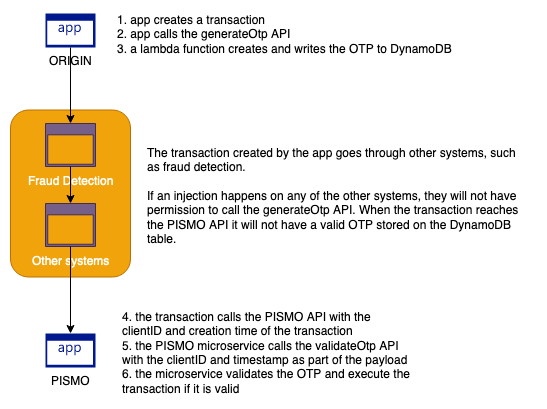 app
ORIGIN
1. app creates a transaction
2. app calls the generateOtp API
3. a lambda function creates and writes the OTP to DynamoDB
Fraud Detection
Other systems
The transaction created by the app goes through other systems, such
as fraud detection.
If an injection happens on any of the other systems, they will not have
permission to call the generateOtp API. When the transaction reaches
the PISMO API it will not have a valid OTP stored on the DynamoDB
table.
app
PISMO
4. the transaction calls the PISMO API with the
clientID and creation time of the transaction
5. the PISMO microservice calls the validateOtp API
with the clientID and timestamp as part of the payload
6. the microservice validates the OTP and execute the
transaction if it is valid